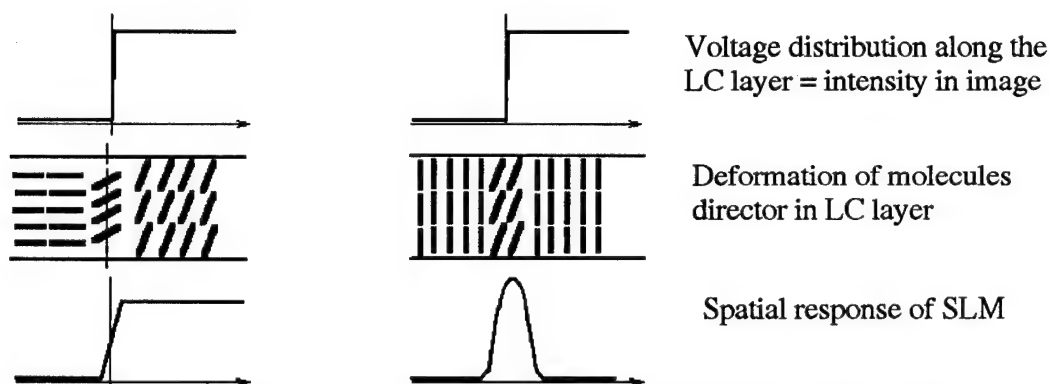 Voltage distribution along the
LC layer = intensity in image
Deformation of molecules
director in LC layer
Spatial response of SLM